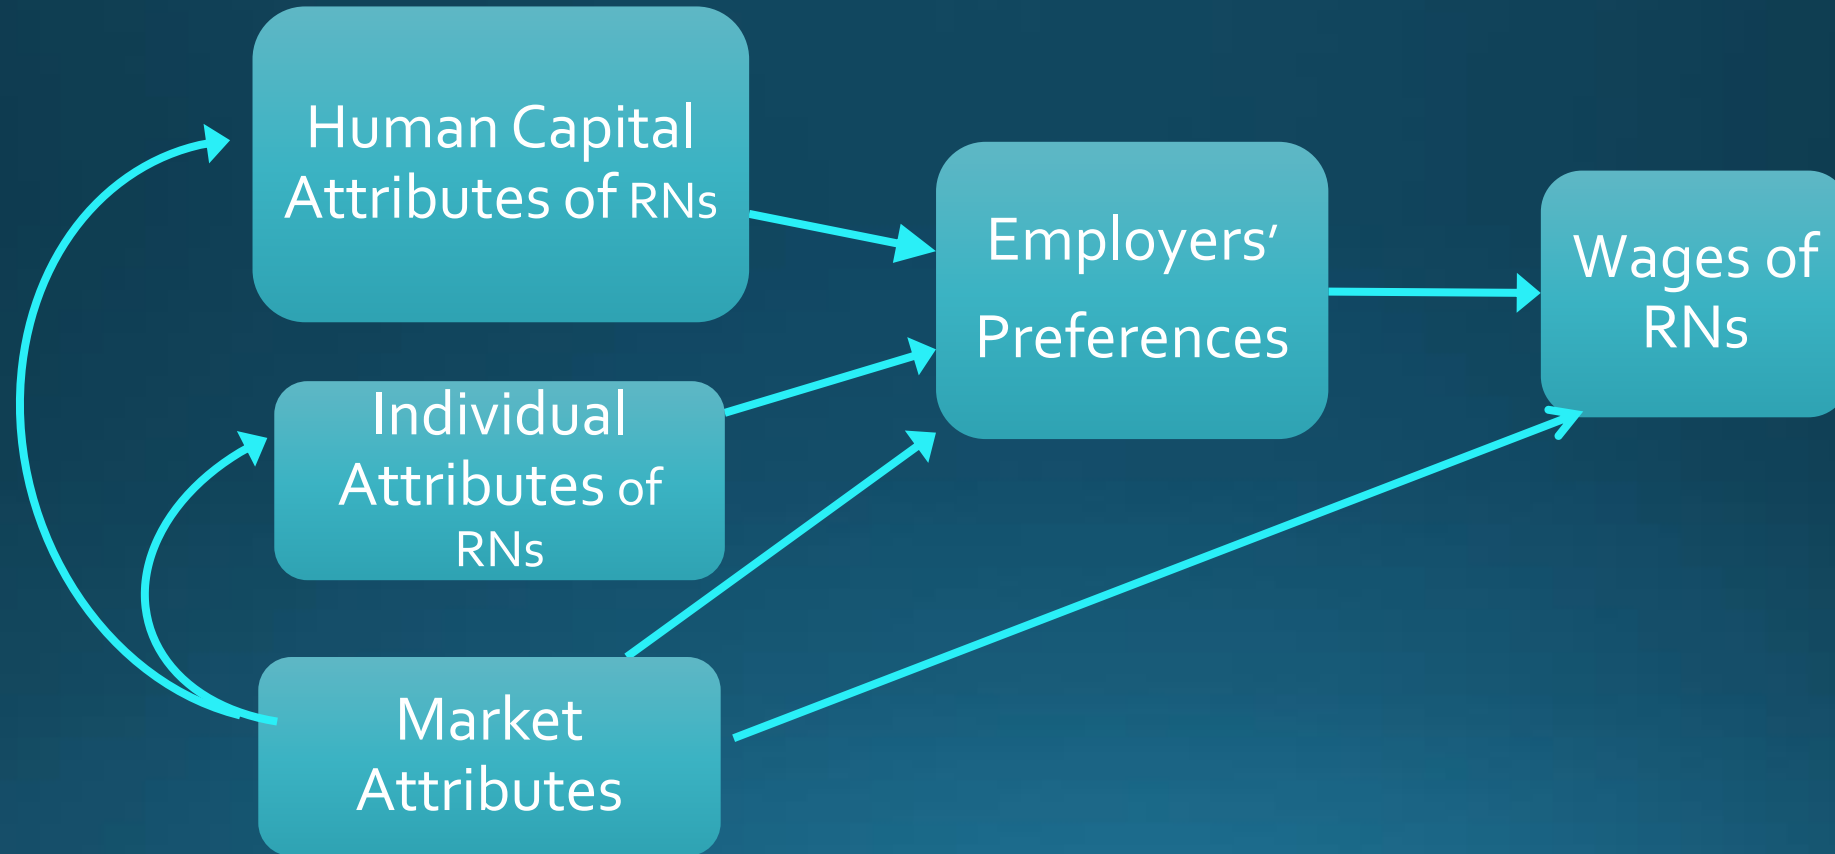 Human Capital
Attributes of RNs
Employers’
Preferences
Wages of
RNs
Individual
Attributes of
RNs
Market
Attributes